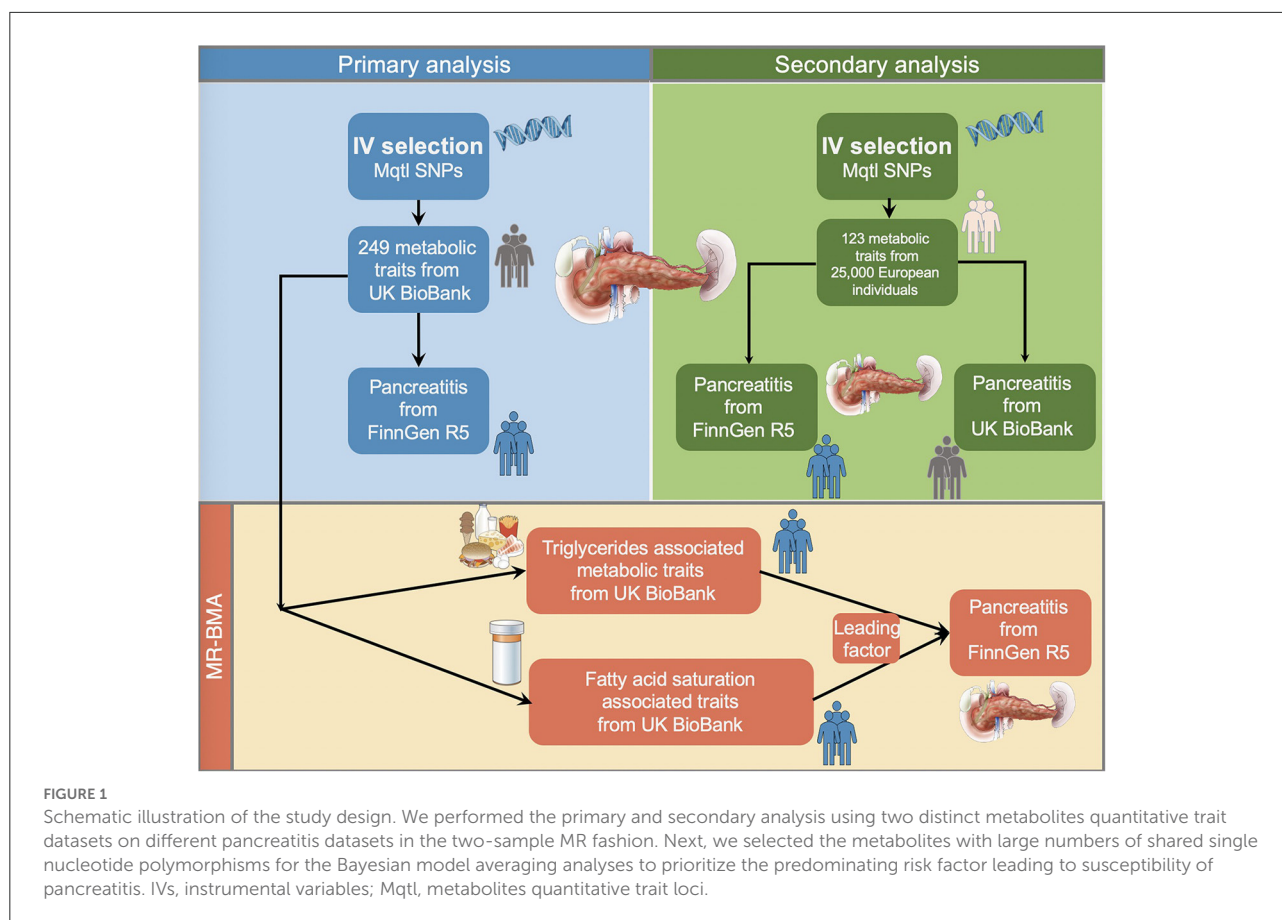 Primary analysis
Secondary analysis
IV selection
Mqtl SNPs
249 metabolic
traits from
UK BioBank
Pancreatitis
from
FinnGen R5
IV selection
Mqtl SNPs
123 metabolic
traits from
25,000 European
individuals
Pancreatitis
from
FinnGen R5
Pancreatitis
from
UK BioBank
MR-BMA
Triglycerides associated
metabolic traits
from UK BioBank
Fatty acid saturation
associated traits
from UK BioBank
Leading
factor
Pancreatitis
from
FinnGen R5
FIGURE 1
Schematic illustration of the study design. We performed the primary and secondary analysis using two distinct metabolites quantitative trait
datasets on different pancreatitis datasets in the two-sample MR fashion. Next, we selected the metabolites with large numbers of shared single
nucleotide polymorphisms for the Bayesian model averaging analyses to prioritize the predominating risk factor leading to susceptibility of
pancreatitis. IVs, instrumental variables; Mqtl, metabolites quantitative trait loci.